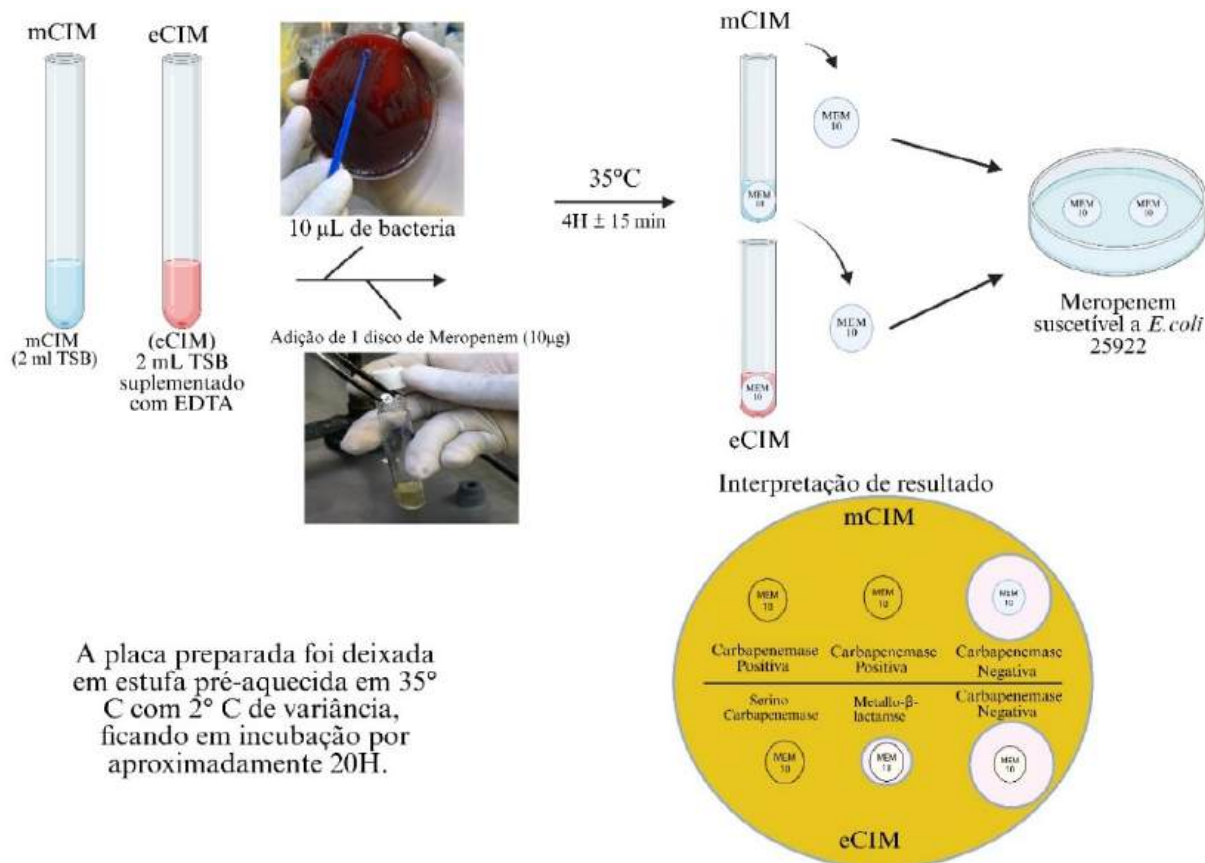 mCIM
eCIM
mCIM
(2 ml TSB)
(eCIM)
2 mL TSB
suplementado
com EDTA
10 µL de bacteria
Adição de 1 disco de Meropenem (10µg)
35°C
4H ± 15 min
mCIM
MEM
10
MEM
10
MEM
10
MEM
10
eCIM
MEM
10
MEM
10
Meropenem
suscetível a E.coli
25922
Interpretação de resultado
mCIM
MEM
10
MEM
10
MEM
10
Carbapenemase
Positiva
Carbapenemase
Positiva
Carbapenemase
Negativa
Serino
Carbapenemase
Metallo-β-
lactamse
Carbapenemase
Negativa
MEM
10
MEM
10
MEM
10
eCIM
A placa preparada foi deixada
em estufa pré-aquecida em 35°
C com 2° C de variância,
ficando em incubação por
aproximadamente 20H.